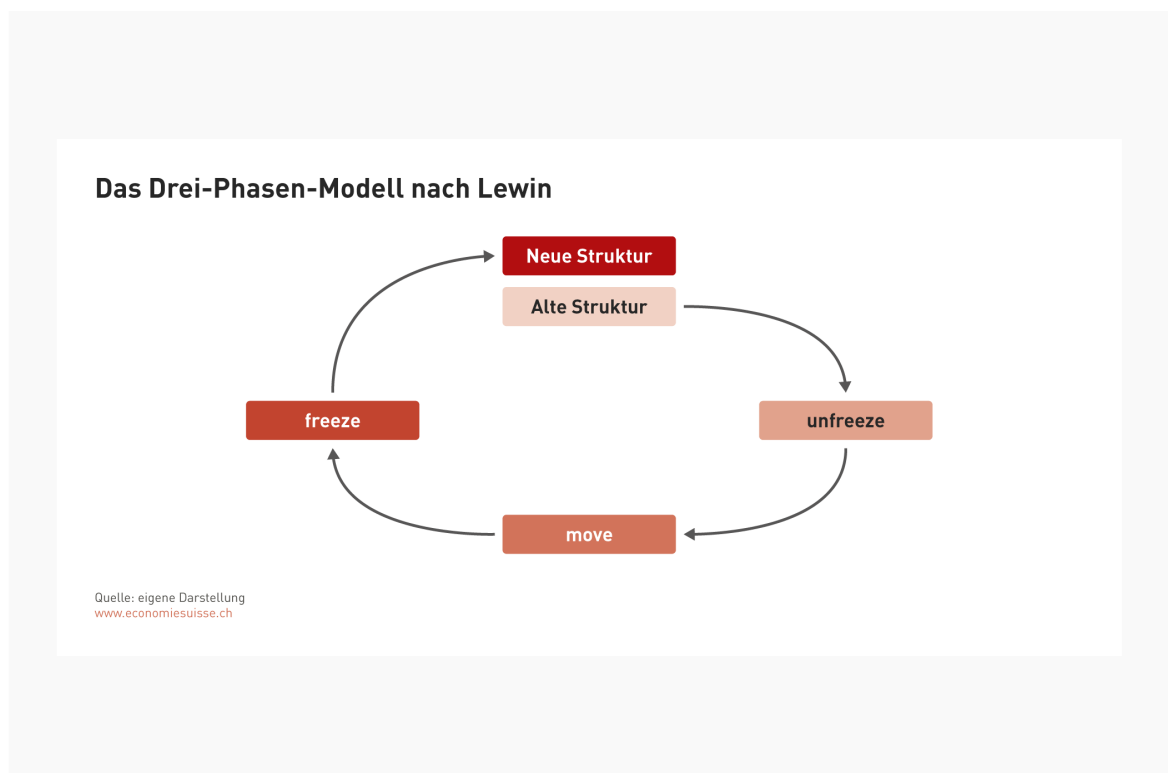 Das Drei-Phasen-Modell nach Lewin
Neue Struktur
Alte Struktur
freeze
unfreeze
move
Quelle: eigene Darstellung
www.economiesuisse.ch